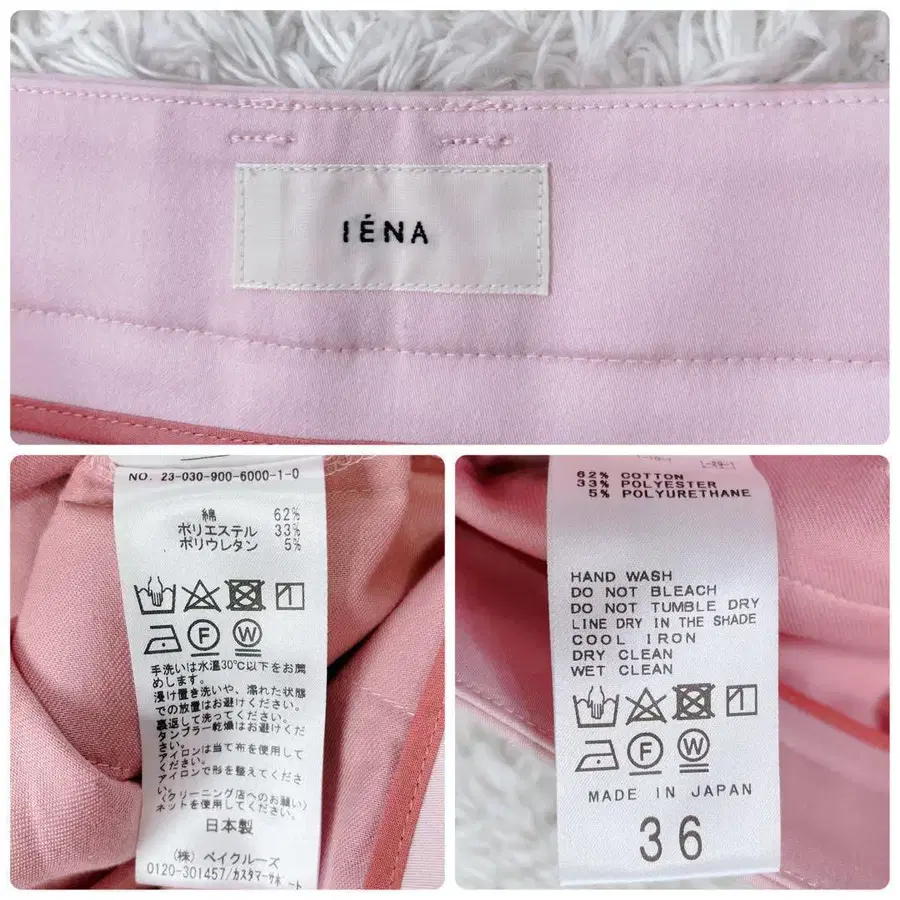 IÉNA
NO. 23-030-900-6000-1-0
綿 62%
ポリエステル 33%
ポリウレタン 5%
F W
手洗いは水温30℃以下をお薦
めします。
浸け置き洗いや、濡れた状態
での放置はお避けください。
裏返して洗ってください。
タンブラー乾燥はお避けくださ
い。
アイロンは当て布を使用して
ください。
アイロンで形を整えてくださ
い。
〈クリーニング店へのお願い〉
ネットを使用してください。
日本製
(株) ベイクルーズ
0120-301457/カスタマーサポート
62% COTTON
33% POLYESTER
5% POLYURETHANE
HAND WASH
DO NOT BLEACH
DO NOT TUMBLE DRY
LINE DRY IN THE SHADE
COOL IRON
DRY CLEAN
WET CLEAN
F W
MADE IN JAPAN
36